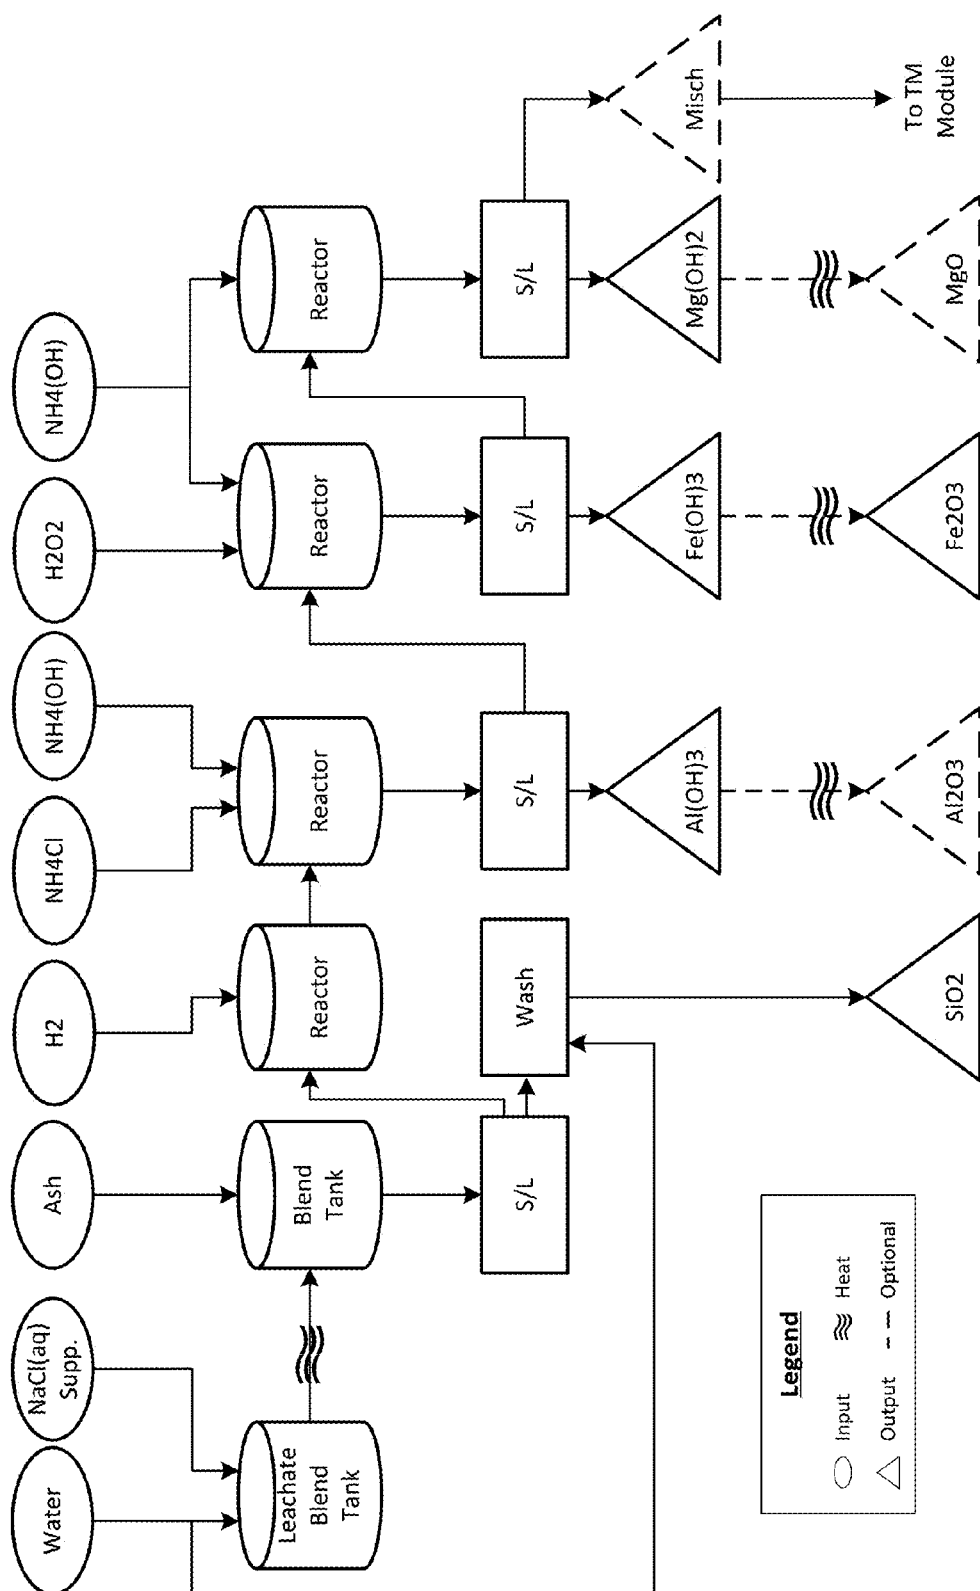 Water
NaCl(aq)
Supp.
Ash
H2
NH4Cl
NH4(OH)
H2O2
NH4(OH)
Leachate
Blend
Tank
Blend
Tank
Reactor
Reactor
Reactor
Reactor
S/L
Wash
S/L
S/L
S/L
Al(OH)3
Fe(OH)3
Mg(OH)2
Misch
SiO2
Al2O3
Fe2O3
MgO
To TM
Module
Legend
Input
Heat
Output
Optional